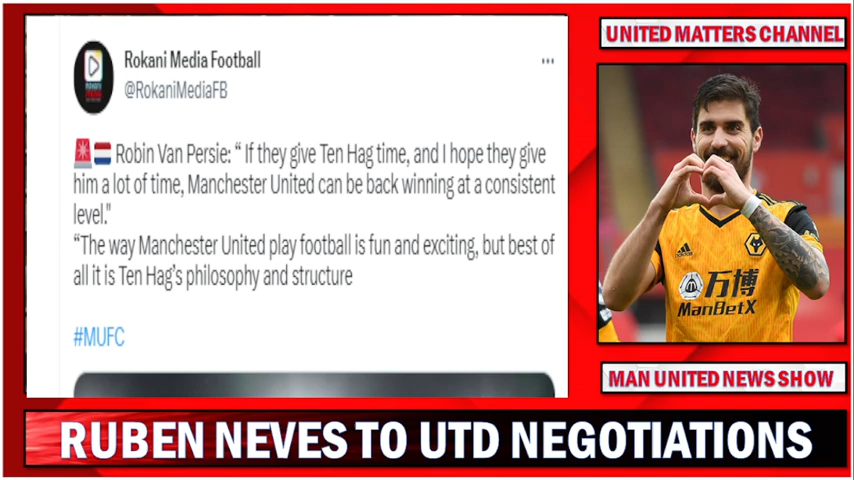 Rokani Media Football
@RokaniMediaFB
Robin Van Persie: “ If they give Ten Hag time, and I hope they give
him a lot of time, Manchester United can be back winning at a consistent
level."
“The way Manchester United play football is fun and exciting, but best of
all it is Ten Hag's philosophy and structure
#MUFC
UNITED MATTERS CHANNEL
万博
ManBetX
adidas
MAN UNITED NEWS SHOW
RUBEN NEVES TO UTD NEGOTIATIONS